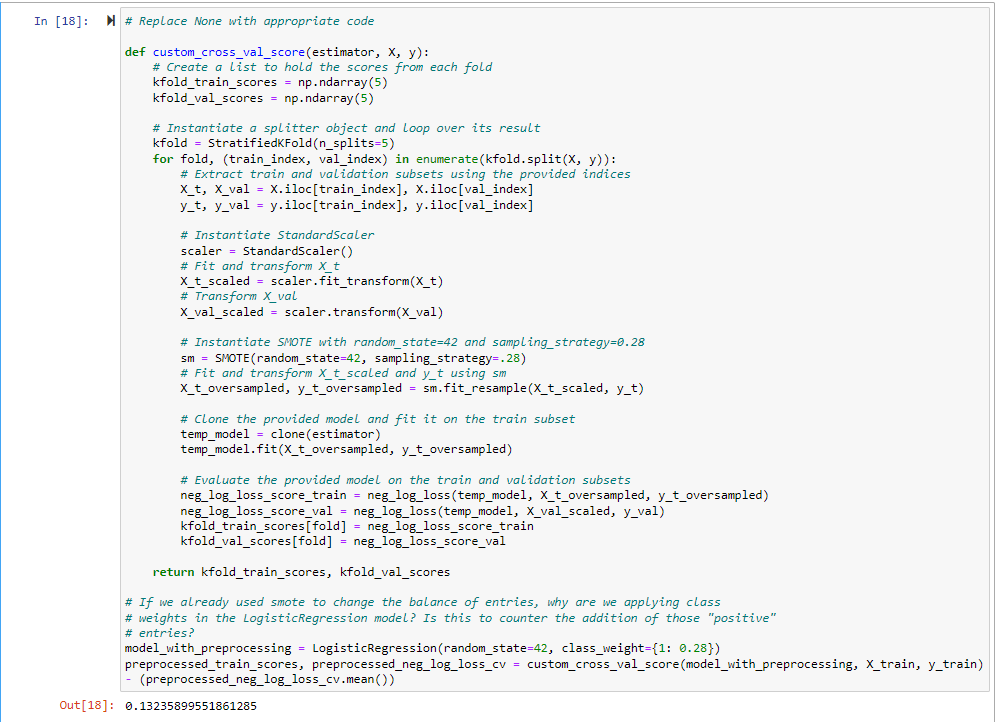 In [18]:
# Replace None with appropriate code
def custom_cross_val_score(estimator, X, y):
    # Create a list to hold the scores from each fold
    kfold_train_scores = np.ndarray(5)
    kfold_val_scores = np.ndarray(5)

    # Instantiate a splitter object and loop over its result
    kfold = StratifiedKFold(n_splits=5)
    for fold, (train_index, val_index) in enumerate(kfold.split(X, y)):
        # Extract train and validation subsets using the provided indices
        X_t, X_val = X.iloc[train_index], X.iloc[val_index]
        y_t, y_val = y.iloc[train_index], y.iloc[val_index]

        # Instantiate StandardScaler
        scaler = StandardScaler()
        # Fit and transform X_t
        X_t_scaled = scaler.fit_transform(X_t)
        # Transform X_val
        X_val_scaled = scaler.transform(X_val)

        # Instantiate SMOTE with random_state=42 and sampling_strategy=0.28
        sm = SMOTE(random_state=42, sampling_strategy=.28)
        # Fit and transform X_t_scaled and y_t using sm
        X_t_oversampled, y_t_oversampled = sm.fit_resample(X_t_scaled, y_t)

        # Clone the provided model and fit it on the train subset
        temp_model = clone(estimator)
        temp_model.fit(X_t_oversampled, y_t_oversampled)

        # Evaluate the provided model on the train and validation subsets
        neg_log_loss_score_train = neg_log_loss(temp_model, X_t_oversampled, y_t_oversampled)
        neg_log_loss_score_val = neg_log_loss(temp_model, X_val_scaled, y_val)
        kfold_train_scores[fold] = neg_log_loss_score_train
        kfold_val_scores[fold] = neg_log_loss_score_val

    return kfold_train_scores, kfold_val_scores

# If we already used smote to change the balance of entries, why are we applying class
# weights in the LogisticRegression model? Is this to counter the addition of those "positive"
# entries?
model_with_preprocessing = LogisticRegression(random_state=42, class_weight={1: 0.28})
preprocessed_train_scores, preprocessed_neg_log_loss_cv = custom_cross_val_score(model_with_preprocessing, X_train, y_train)
- (preprocessed_neg_log_loss_cv.mean())
Out[18]: 0.13235899551861285